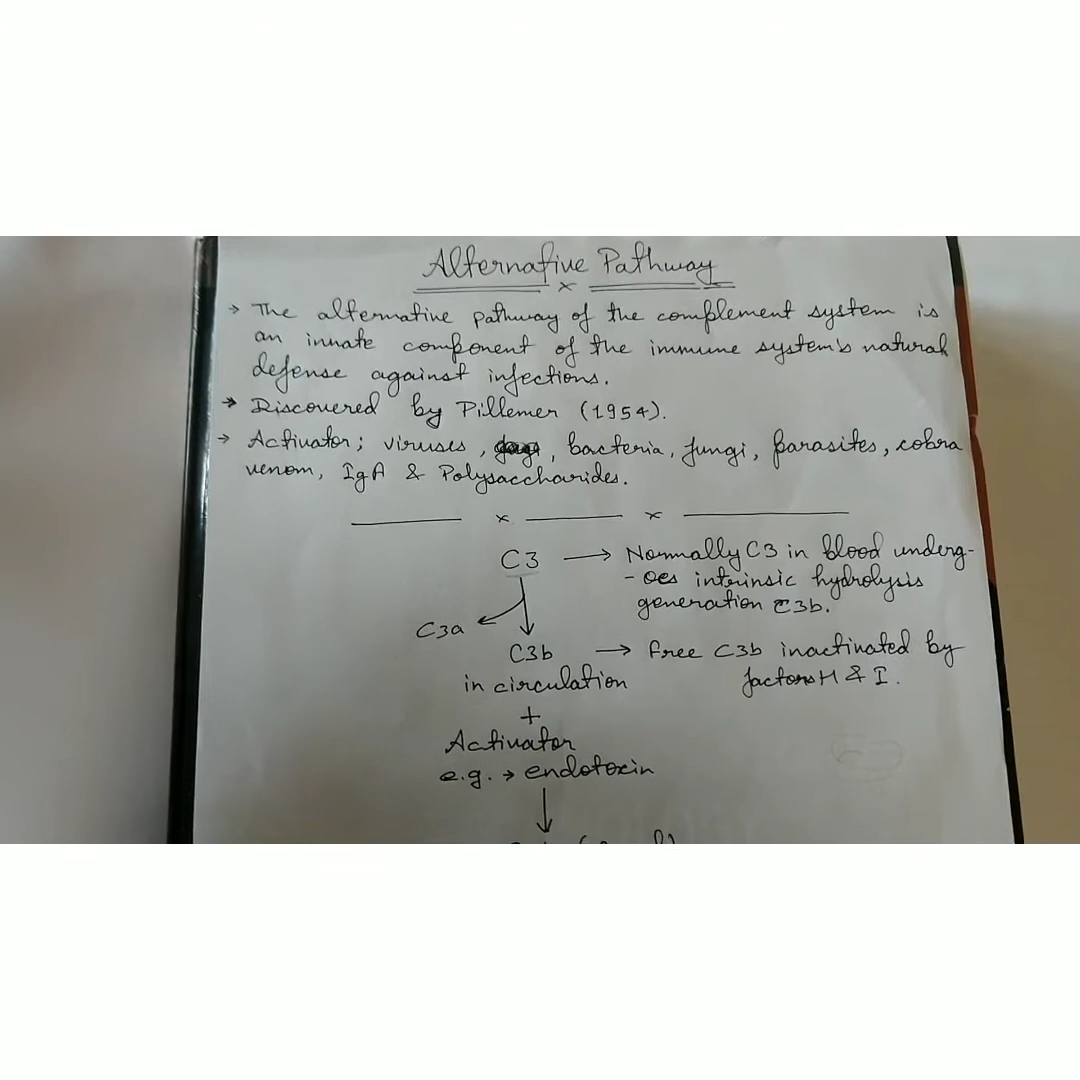 Alternative Pathway
x
→ The alternative pathway of the complement system is
an innate component of the immune system's natural
defense against infections.
→ Discovered by Pillemer (1954).
→ Activator; viruses, , bacteria, fungi, parasites, cobra
venom, IgA & Polysaccharides.
x x
C3 → Normally C3 in blood underg-
-oes intrinsic hydrolysis
generation C3b.
C3a
C3b → free C3b inactivated by
in circulation factors H & I.
+
Activator
e.g. → endotoxin